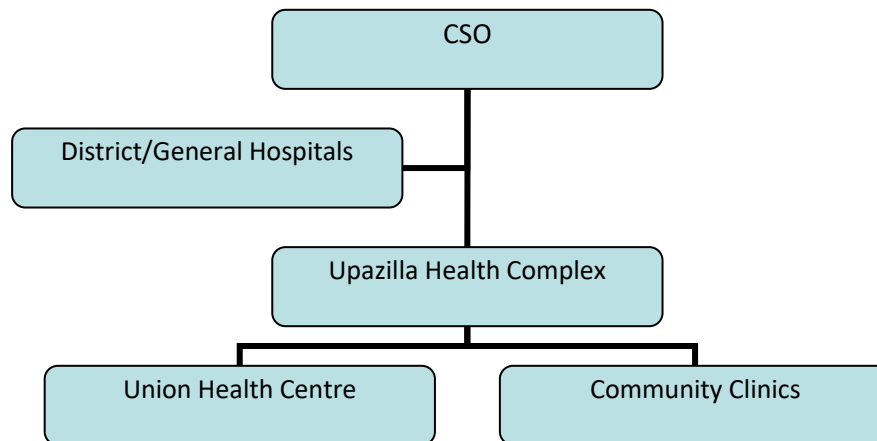 CSO
District/General Hospitals
Upazilla Health Complex
Union Health Centre
Community Clinics